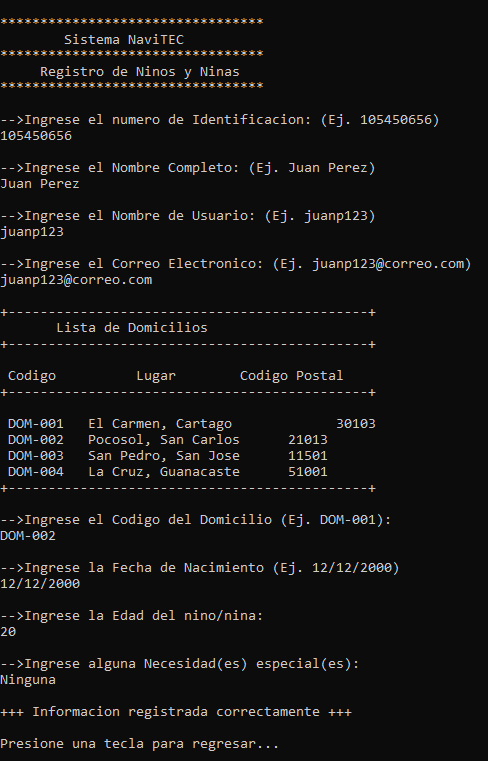 *********************************
Sistema NaviTEC
*********************************
Registro de Ninos y Ninas
*********************************
-->Ingrese el numero de Identificacion: (Ej. 105450656)
105450656
-->Ingrese el Nombre Completo: (Ej. Juan Perez)
Juan Perez
-->Ingrese el Nombre de Usuario: (Ej. juanp123)
juanp123
-->Ingrese el Correo Electronico: (Ej. juanp123@correo.com)
juanp123@correo.com
+---------------------------------------------+
Lista de Domicilios
+---------------------------------------------+
Codigo Lugar Codigo Postal
+---------------------------------------------+
DOM-001 El Carmen, Cartago 30103
DOM-002 Pocosol, San Carlos 21013
DOM-003 San Pedro, San Jose 11501
DOM-004 La Cruz, Guanacaste 51001
+---------------------------------------------+
-->Ingrese el Codigo del Domicilio (Ej. DOM-001):
DOM-002
-->Ingrese la Fecha de Nacimiento (Ej. 12/12/2000)
12/12/2000
-->Ingrese la Edad del nino/nina:
20
-->Ingrese alguna Necesidad(es) especial(es):
Ninguna
+++ Informacion registrada correctamente +++
Presione una tecla para regresar...